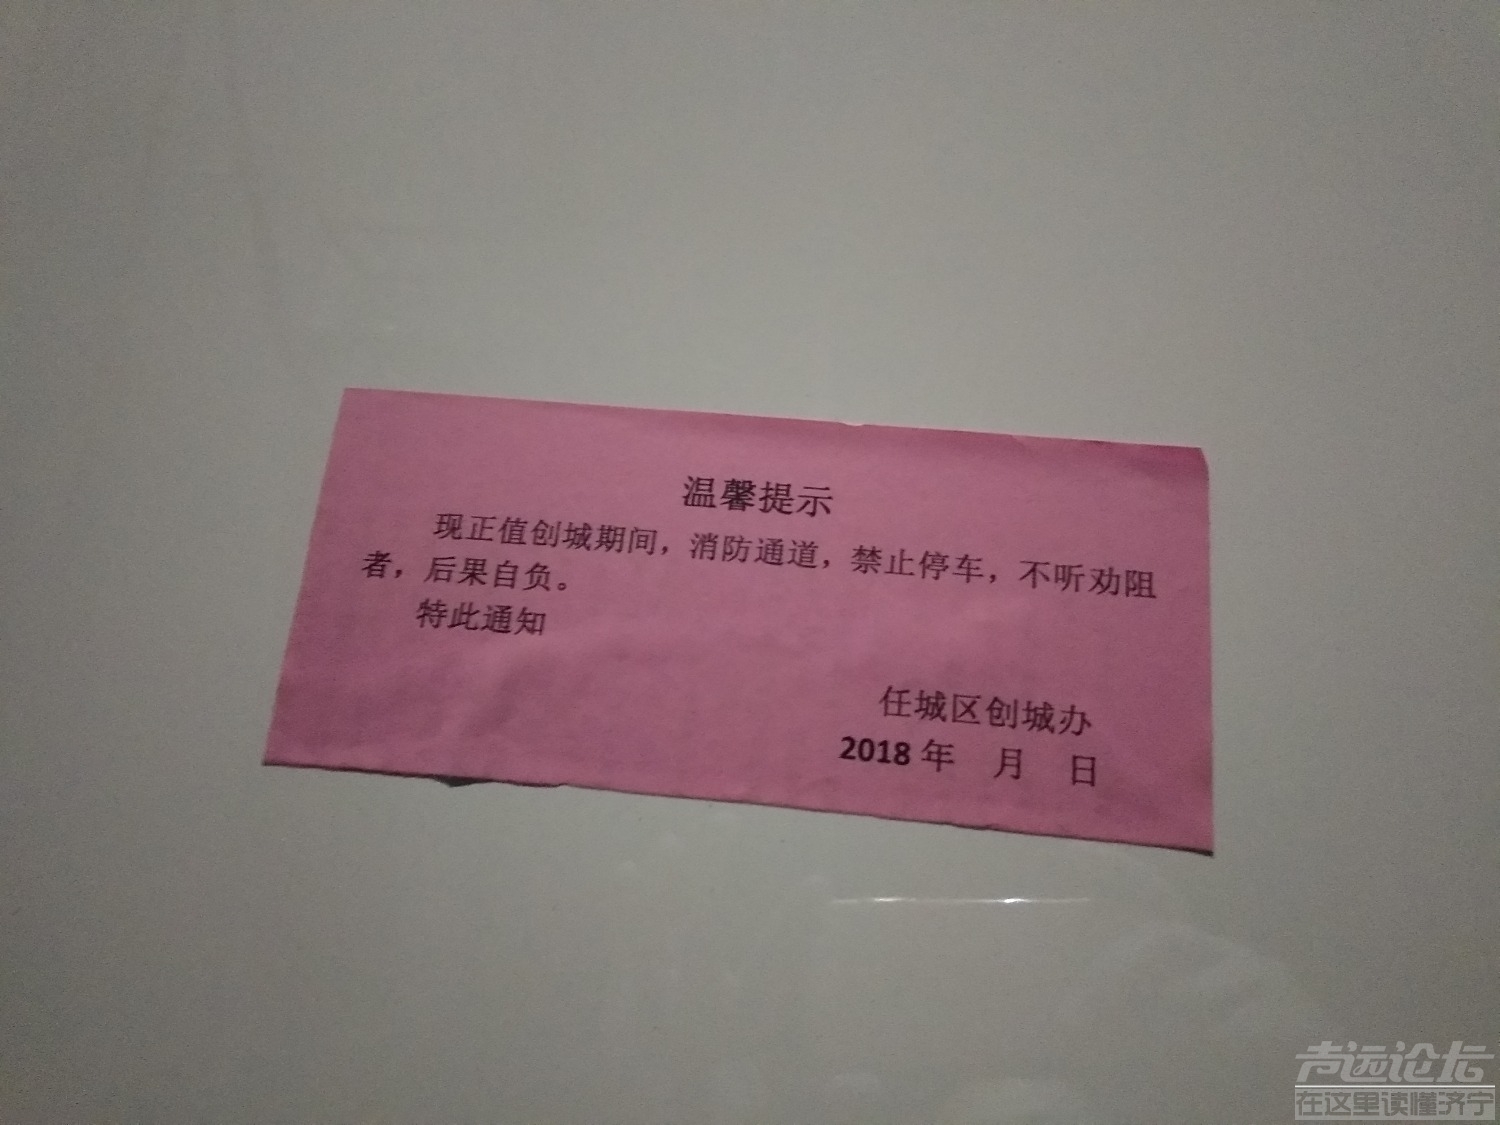 温馨提示
现正值创城期间，消防通道，禁止停车，不听劝阻
者，后果自负。
特此通知
任城区创城办
2018 年 月 日
声远论坛
在这里读懂济宁